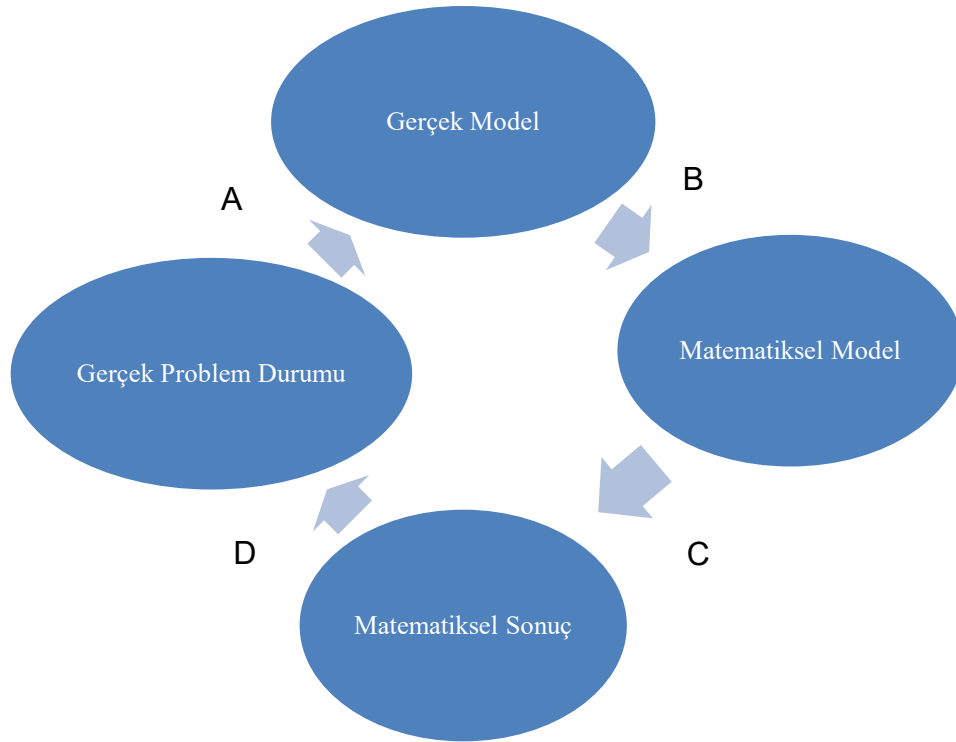 Gerçek Model
A
B
Gerçek Problem Durumu
Matematiksel Model
D
C
Matematiksel Sonuç